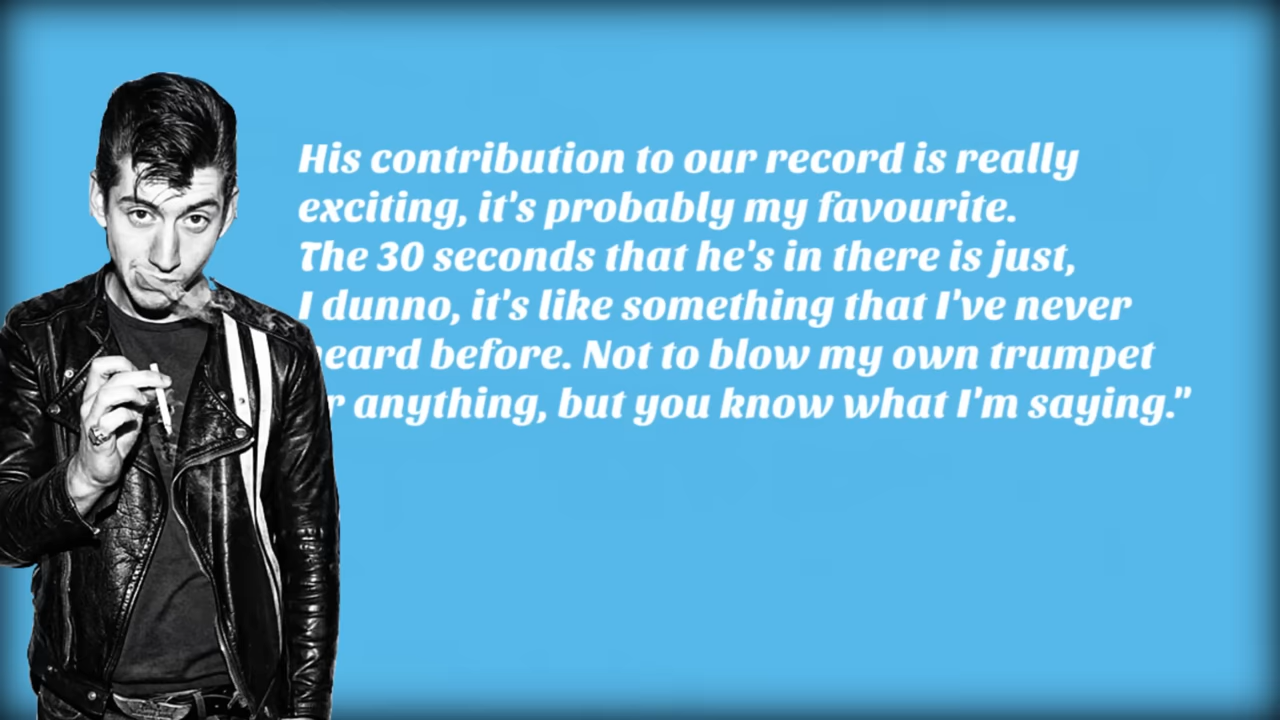 His contribution to our record is really
exciting, it's probably my favourite.
The 30 seconds that he's in there is just,
I dunno, it's like something that I've never
heard before. Not to blow my own trumpet
or anything, but you know what I'm saying."